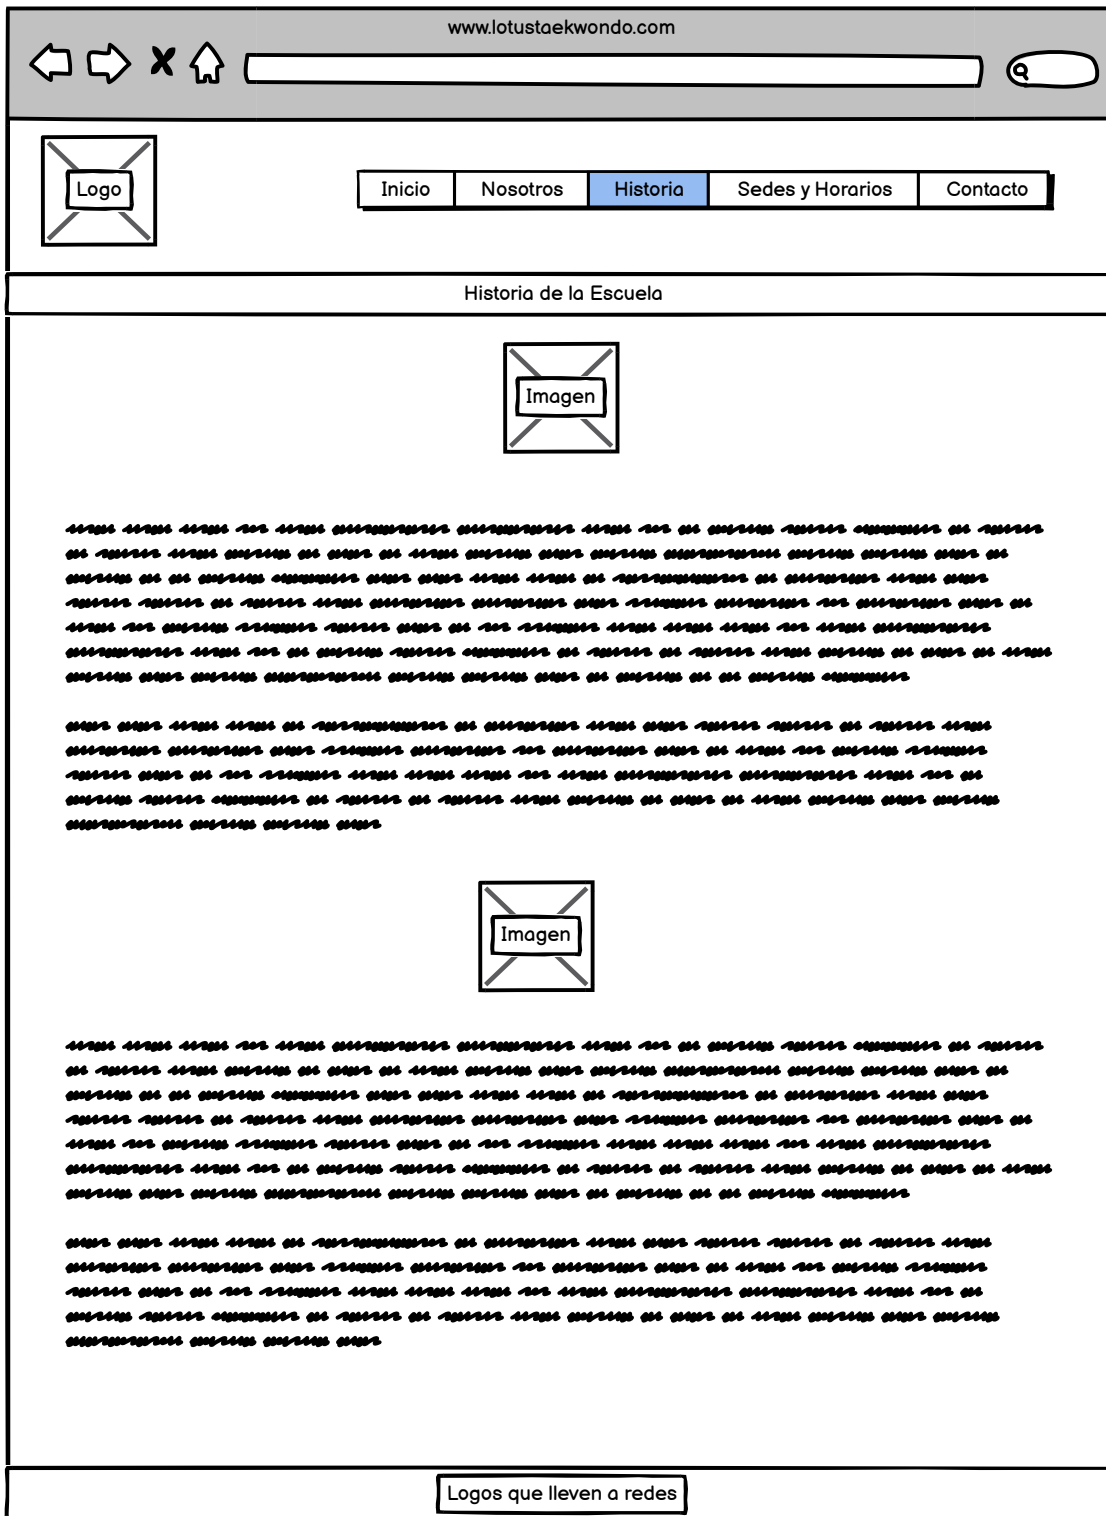 www.lotustaekwondo.com
Logo
Inicio Nosotros Historia Sedes y Horarios Contacto
Historia de la Escuela
Imagen
Imagen
Logos que lleven a redes